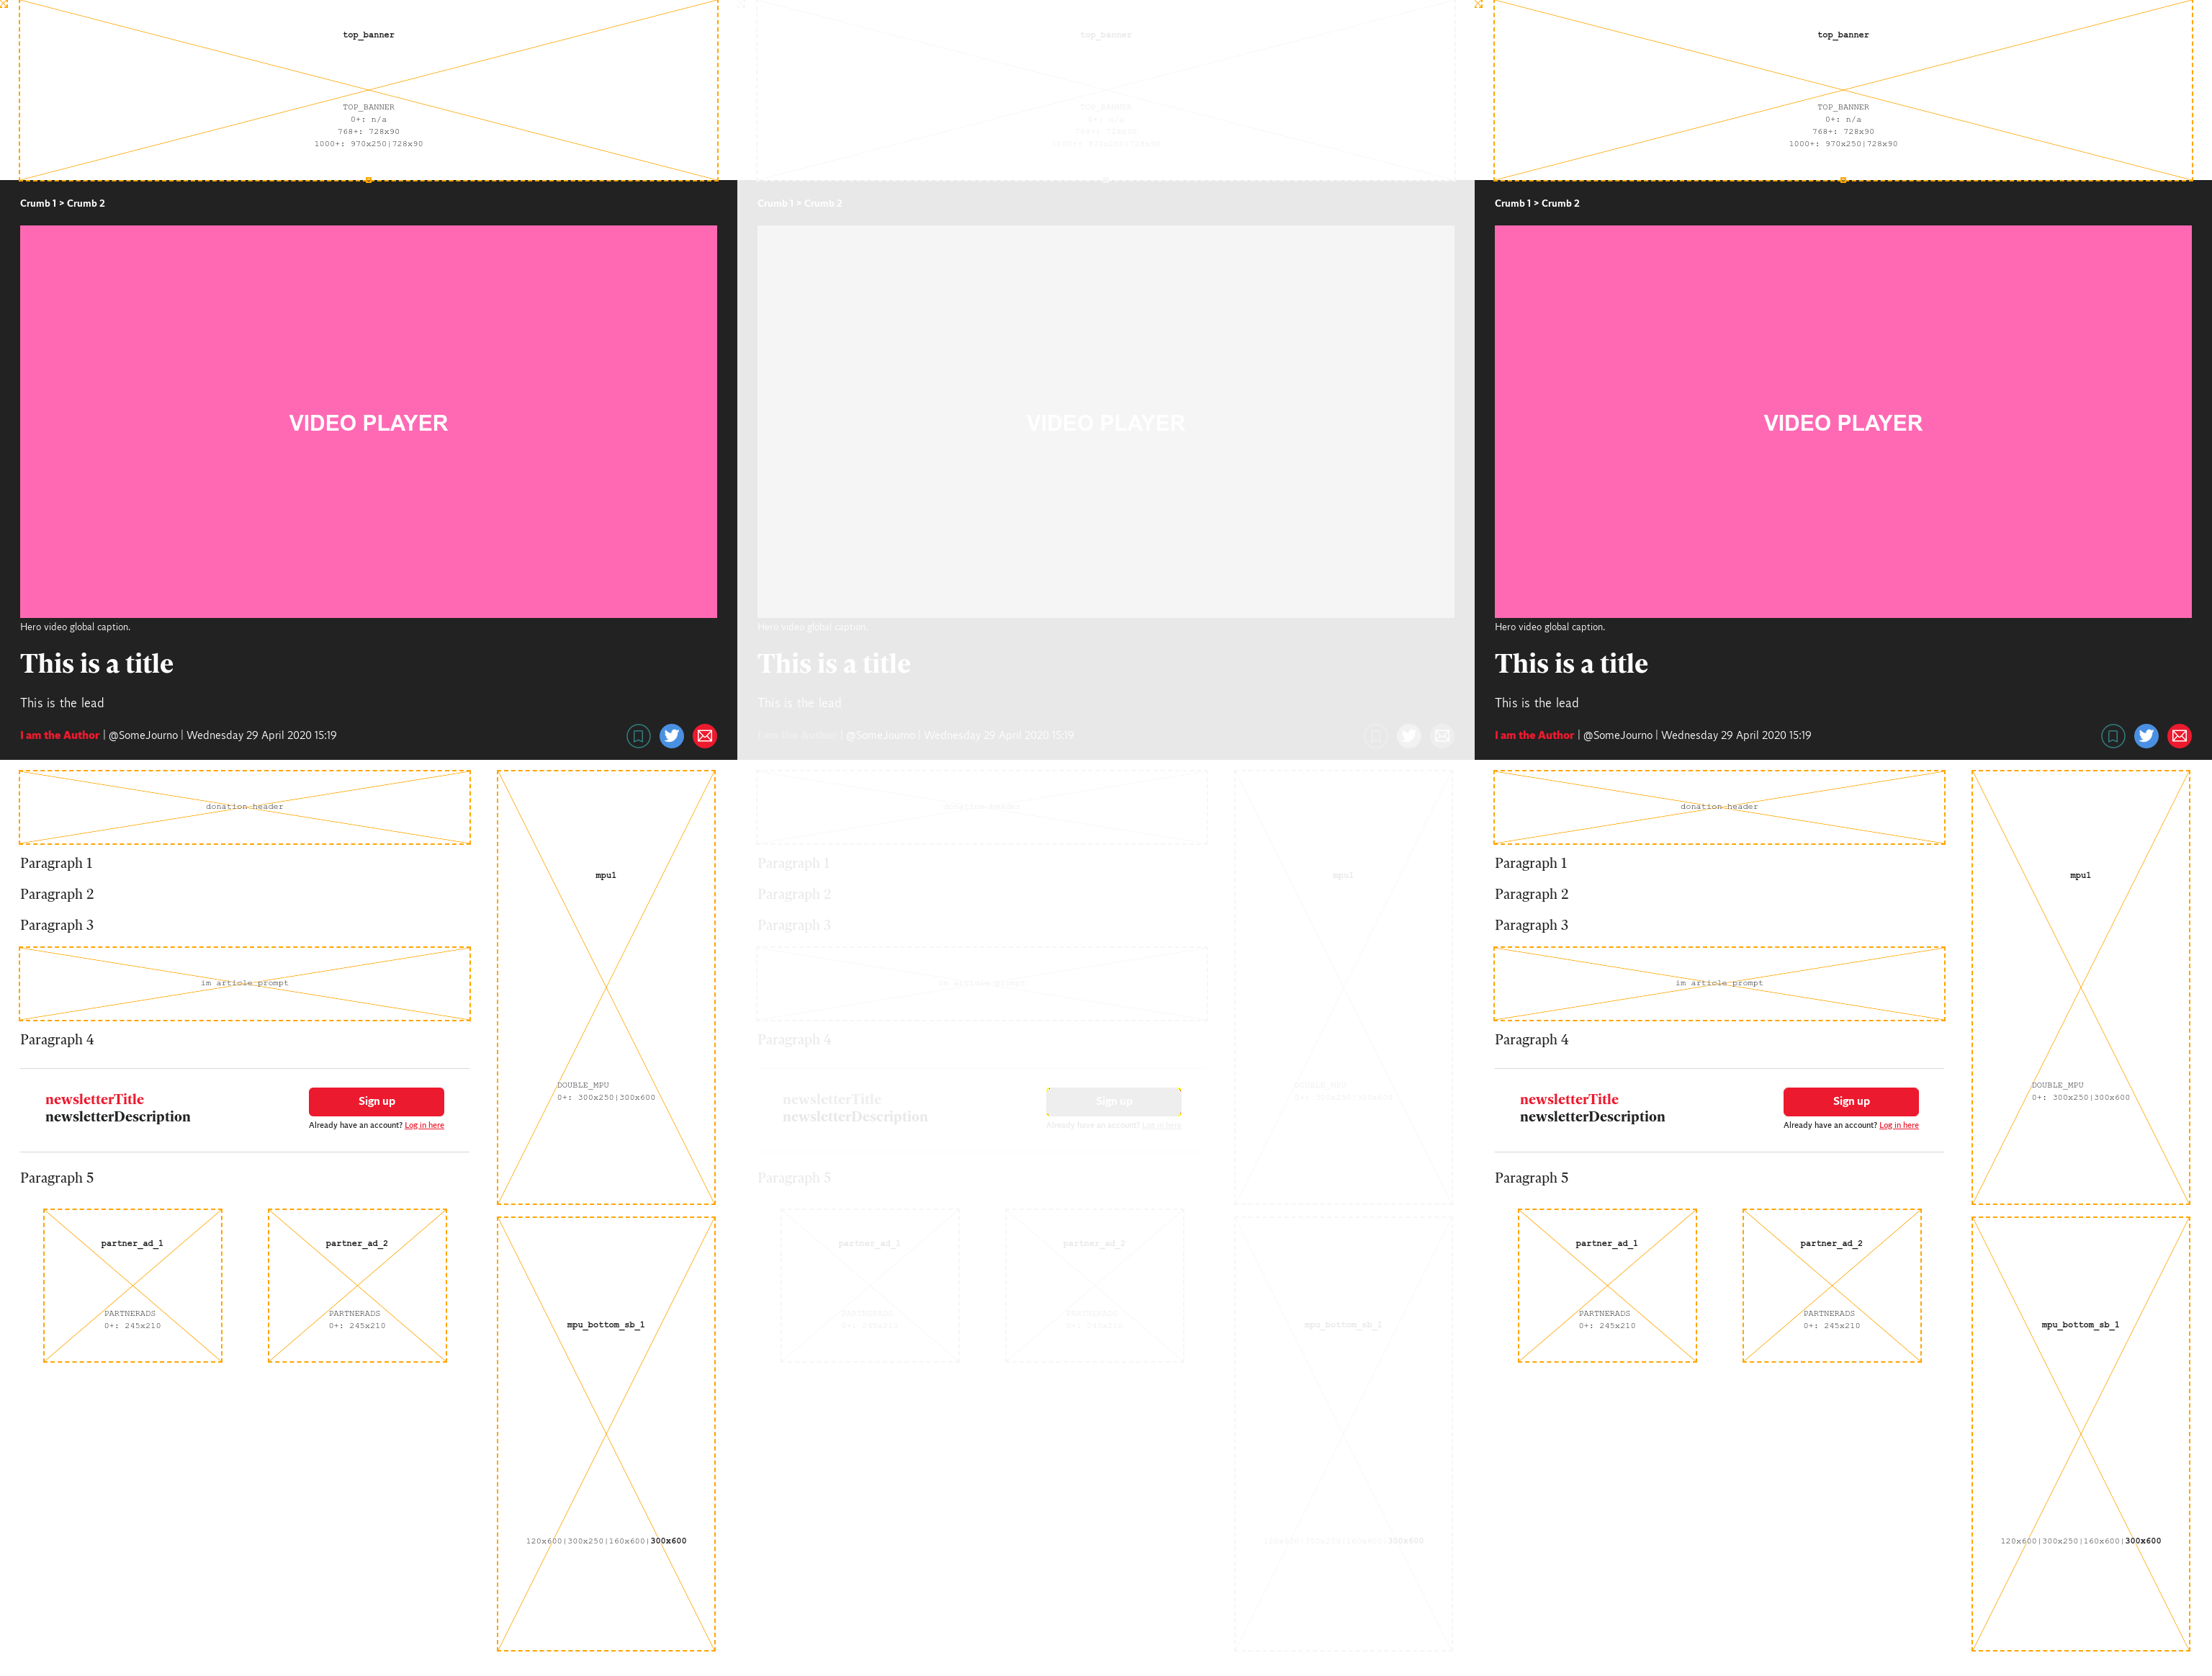 top_banner
TOP_BANNER
0+: n/a
768+: 728x90
1000+: 970x250|728x90
Crumb 1 > Crumb 2
VIDEO PLAYER
Hero video global caption.
This is a title
This is the lead
I am the Author | @SomeJourno | Wednesday 29 April 2020 15:19
donation-header
Paragraph 1
Paragraph 2
Paragraph 3
im article prompt
Paragraph 4
newsletterTitle
newsletterDescription
Sign up
Already have an account? Log in here
Paragraph 5
partner_ad_1
PARTNERADS
0+: 245x210
partner_ad_2
PARTNERADS
0+: 245x210
mpu1
DOUBLE_MPU
0+: 300x250|300x600
mpu_bottom_sb_1
120x600|300x250|160x600|300x600
top_banner
TOP_BANNER
0+: n/a
768+: 728x90
1000+: 970x250|728x90
Crumb 1 > Crumb 2
VIDEO PLAYER
Hero video global caption.
This is a title
This is the lead
I am the Author | @SomeJourno | Wednesday 29 April 2020 15:19
donation-header
Paragraph 1
Paragraph 2
Paragraph 3
im article prompt
Paragraph 4
newsletterTitle
newsletterDescription
Sign up
Already have an account? Log in here
Paragraph 5
partner_ad_1
PARTNERADS
0+: 245x210
partner_ad_2
PARTNERADS
0+: 245x210
mpu1
DOUBLE_MPU
0+: 300x250|300x600
mpu_bottom_sb_1
120x600|300x250|160x600|300x600
top_banner
TOP_BANNER
0+: n/a
768+: 728x90
1000+: 970x250|728x90
Crumb 1 > Crumb 2
VIDEO PLAYER
Hero video global caption.
This is a title
This is the lead
I am the Author | @SomeJourno | Wednesday 29 April 2020 15:19
donation-header
Paragraph 1
Paragraph 2
Paragraph 3
im article prompt
Paragraph 4
newsletterTitle
newsletterDescription
Sign up
Already have an account? Log in here
Paragraph 5
partner_ad_1
PARTNERADS
0+: 245x210
partner_ad_2
PARTNERADS
0+: 245x210
mpu1
DOUBLE_MPU
0+: 300x250|300x600
mpu_bottom_sb_1
120x600|300x250|160x600|300x600